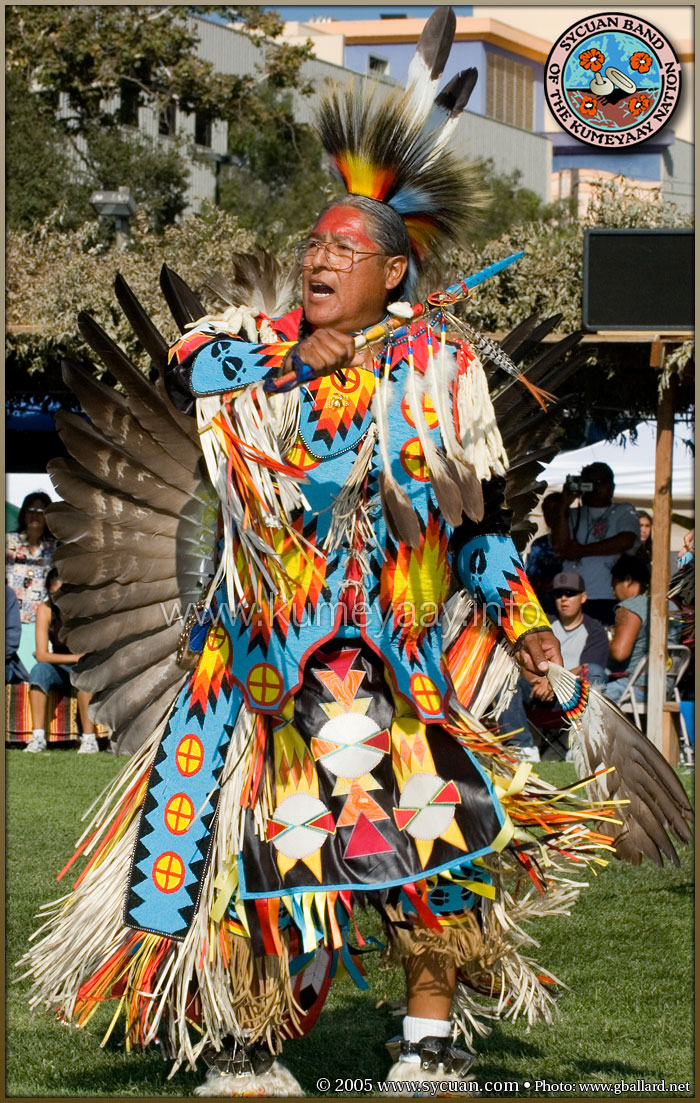 SYCUAN BAND
OF THE KUMEYAAY NATION
www.kumeyaay.info
© 2005 www.sycuan.com • Photo: www.gballard.net